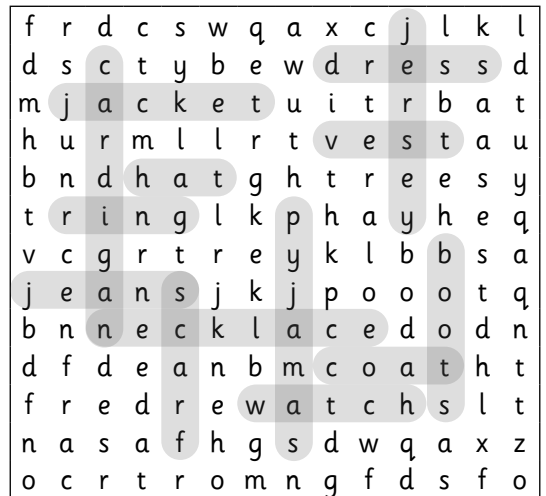 f r d c s w q a x c j l k l
d s c t y b e w d r e s s d
m j a c k e t u i t r b a t
h u r m l l r t v e s t a u
b n d h a t g h t r e e s y
t r i n g l k p h a y h e q
v c g r t r e y k l b b s a
j e a n s j k j p o o o t q
b n n e c k l a c e d o d n
d f d e a n b m c o a t h t
f r e d r e w a t c h s l t
n a s a f h g s d w q a x z
o c r t r o m n g f d s f o